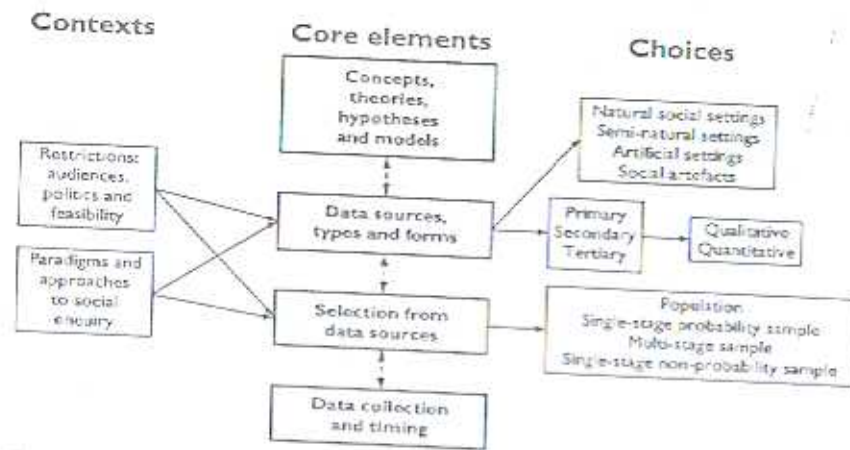 Contexts
Core elements
Choices
Concepts,
theories,
hypotheses
and models
Natural social settings
Semi-natural settings
Artificial settings
Social artefacts
Restrictions:
audiences,
politics and
feasibility
Data sources,
types and forms
Primary
Secondary
Tertiary
Qualitative
Quantitative
Paradigms and
approaches
to social
enquiry
Selection from
data sources
Population
Single-stage probability sample
Multi-stage sample
Single-stage non-probability sample
Data collection
and timing